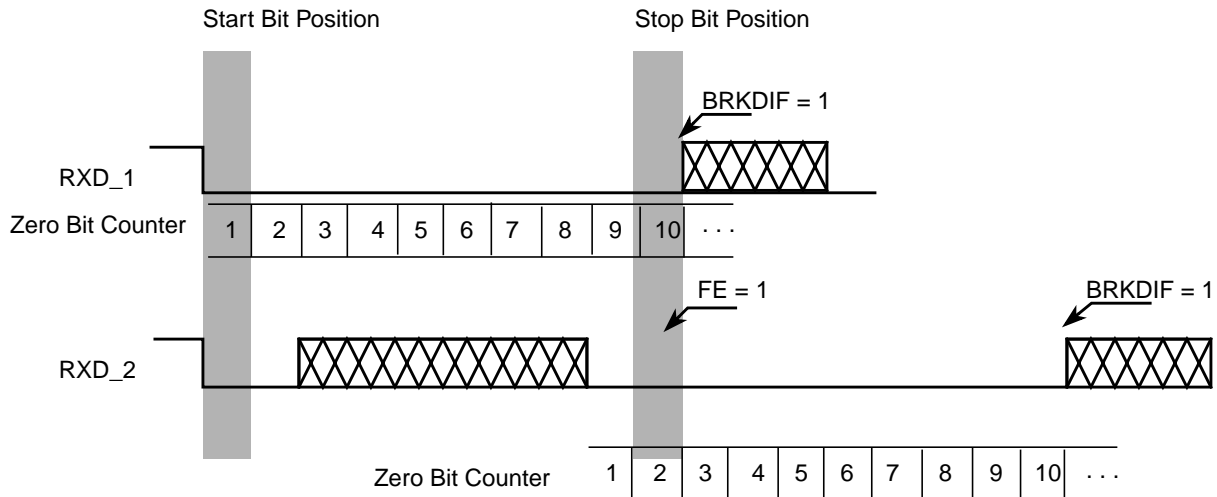 Start Bit Position Stop Bit Position
BRKDIF = 1
RXD_1
Zero Bit Counter 1 2 3 4 5 6 7 8 9 10 . . .
FE = 1 BRKDIF = 1
RXD_2
Zero Bit Counter 1 2 3 4 5 6 7 8 9 10 . . .